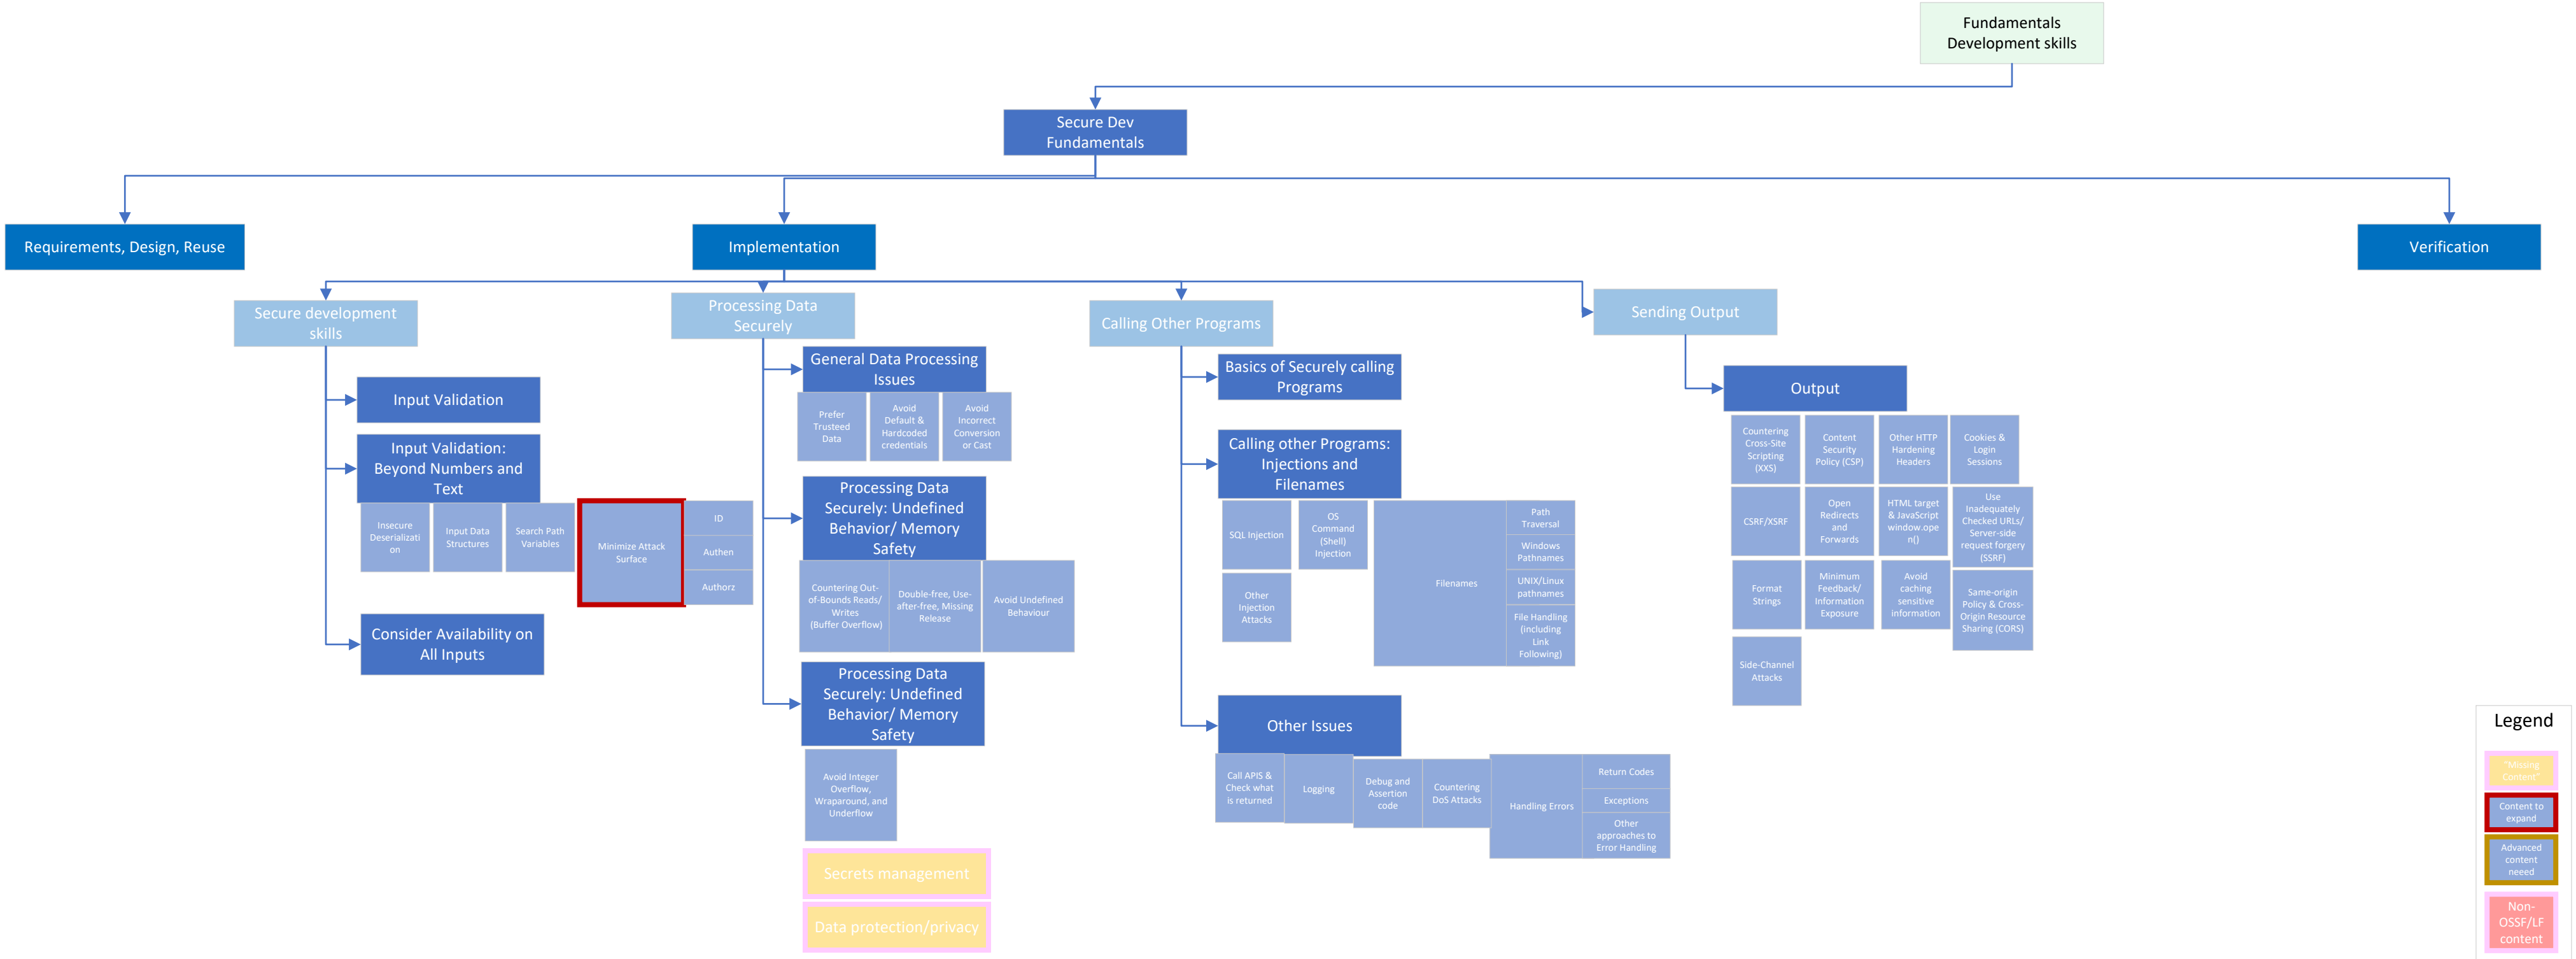 Fundamentals
Development skills
Secure Dev
Fundamentals
Requirements, Design, Reuse
Implementation
Verification
Secure development
skills
Input Validation
Input Validation:
Beyond Numbers and
Text
Insecure
Deserializati
on
Input Data
Structures
Search Path
Variables
Minimize Attack
Surface
ID
Authen
Authorz
Consider Availability on
All Inputs
Processing Data
Securely
General Data Processing
Issues
Prefer
Trusteed
Data
Avoid
Default &
Hardcoded
credentials
Avoid
Incorrect
Conversion
or Cast
Processing Data
Securely: Undefined
Behavior/ Memory
Safety
Countering Out-
of-Bounds Reads/
Writes
(Buffer Overflow)
Double-free, Use-
after-free, Missing
Release
Avoid Undefined
Behaviour
Processing Data
Securely: Undefined
Behavior/ Memory
Safety
Avoid Integer
Overflow,
Wraparound, and
Underflow
Secrets management
Data protection/privacy
Calling Other Programs
Basics of Securely calling
Programs
Calling other Programs:
Injections and
Filenames
SQL Injection
OS
Command
(Shell)
Injection
Other
Injection
Attacks
Filenames
Path
Traversal
Windows
Pathnames
UNIX/Linux
pathnames
File Handling
(including
Link
Following)
Other Issues
Call APIS &
Check what
is returned
Logging
Debug and
Assertion
code
Countering
DoS Attacks
Handling Errors
Return Codes
Exceptions
Other
approaches to
Error Handling
Sending Output
Output
Countering
Cross-Site
Scripting
(XXS)
Content
Security
Policy (CSP)
Other HTTP
Hardening
Headers
Cookies &
Login
Sessions
CSRF/XSRF
Open
Redirects
and
Forwards
HTML target
& JavaScript
window.ope
n()
Use
Inadequately
Checked URLs/
Server-side
request forgery
(SSRF)
Format
Strings
Minimum
Feedback/
Information
Exposure
Avoid
caching
sensitive
information
Same-origin
Policy & Cross-
Origin Resource
Sharing (CORS)
Side-Channel
Attacks
Legend
"Missing
Content"
Content to
expand
Advanced
content
neeed
Non-
OSSF/LF
content